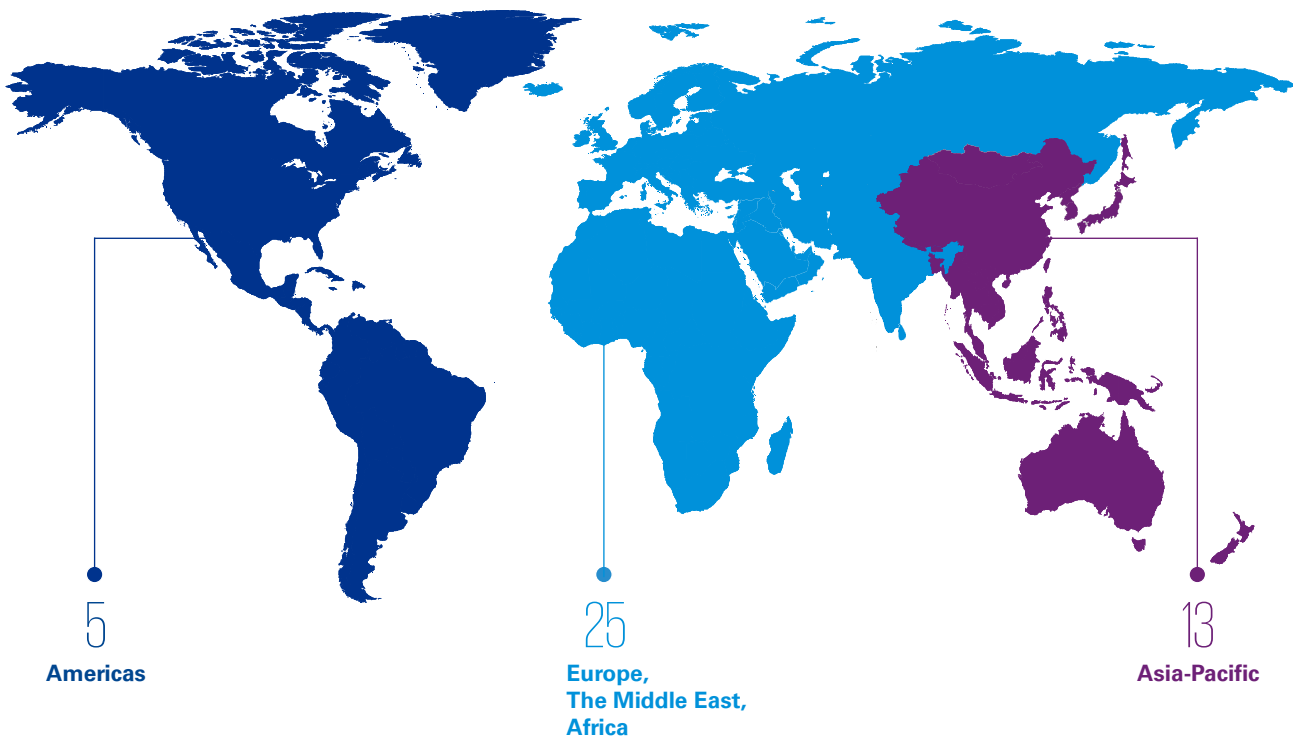 5
Americas
25
Europe,
The Middle East,
Africa
13
Asia-Pacific